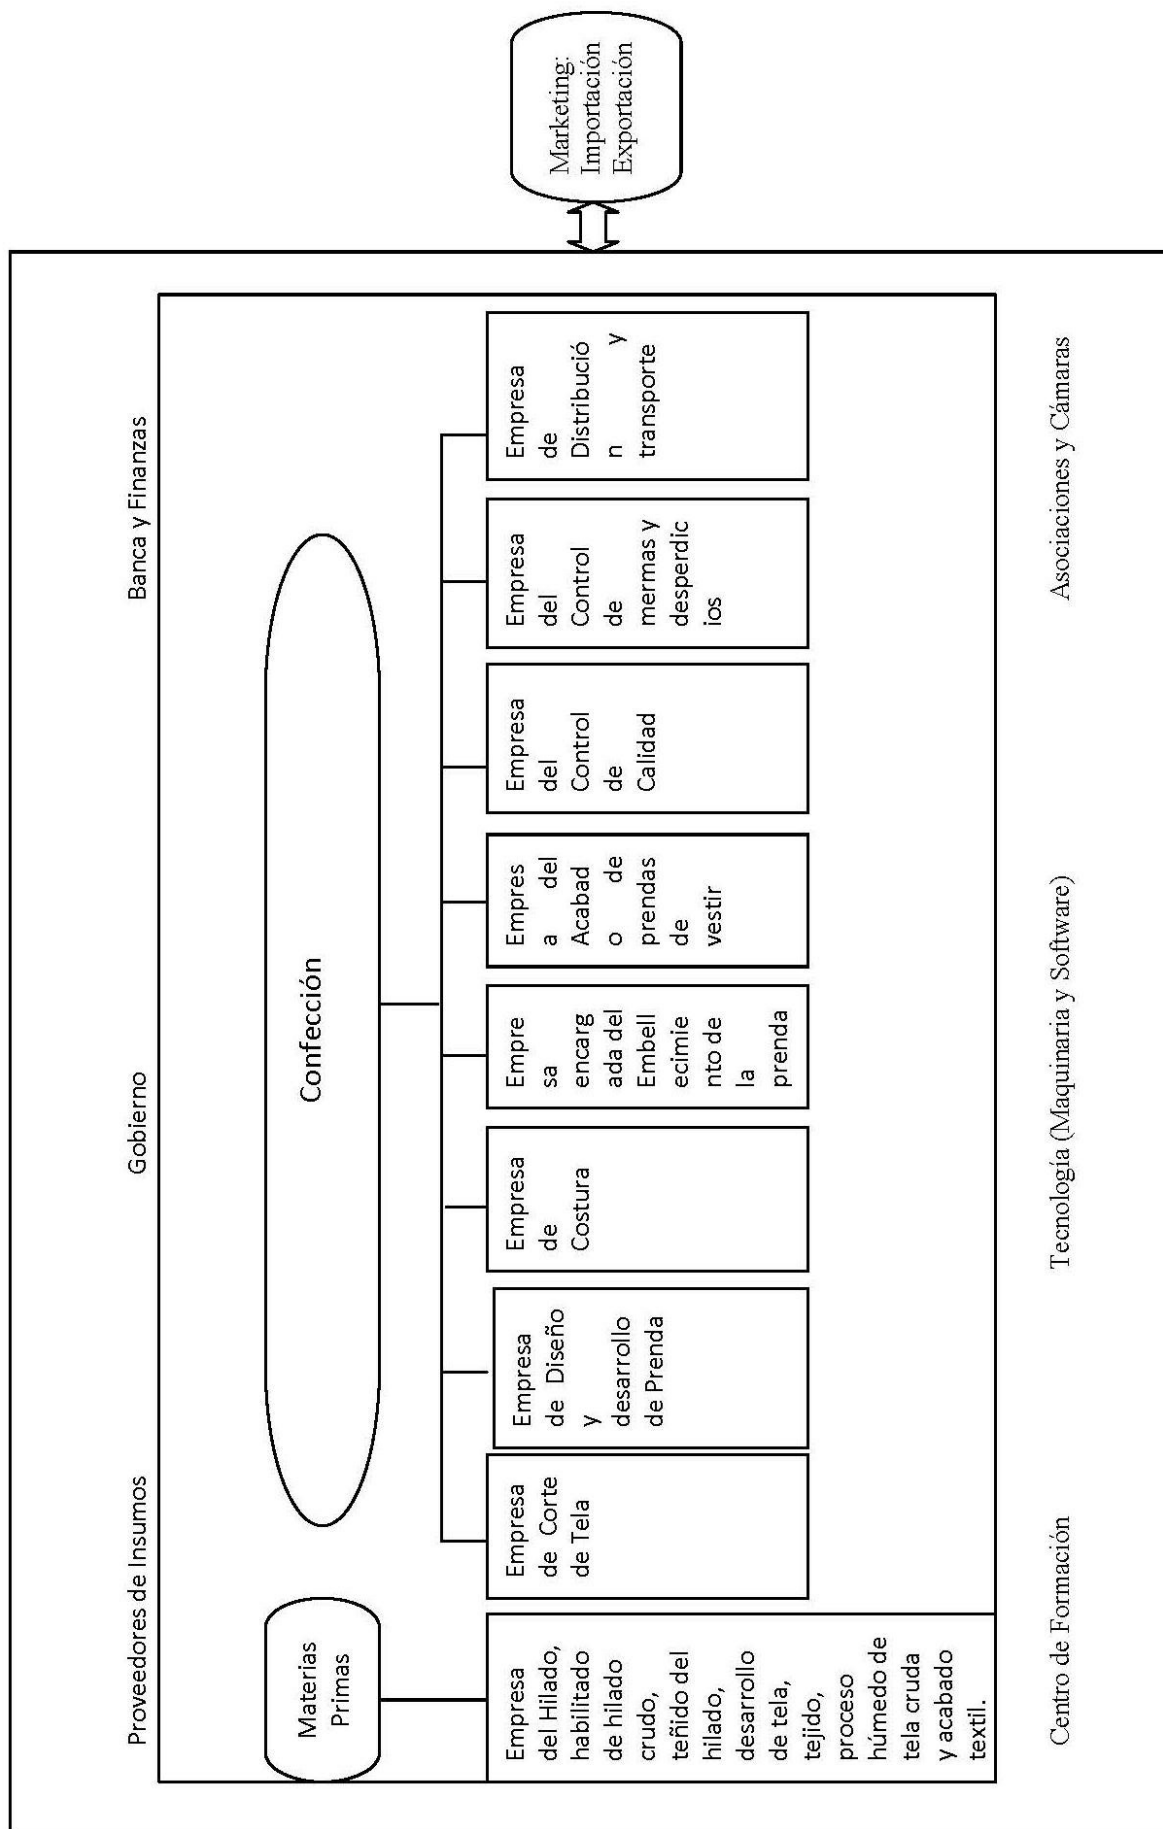 Proveedores de Insumos
Gobierno
Banca y Finanzas
Materias
Primas
Confección
Marketing:
Importación
Exportación
Empresa
del Hilado,
habilitado
de hilado
crudo,
teñido del
hilado,
desarrollo
de tela,
tejido,
proceso
húmedo de
tela cruda
y acabado
textil.
Empresa
de Corte
de Tela
Empresa
de Diseño
y
desarrollo
de Prenda
Empresa
de
Costura
Empre
sa
encarg
ada del
Embell
ecimie
nto de
la
prenda
Empres
a del
Acabad
o de
prendas
de
vestir
Empresa
del
Control
de
Calidad
Empresa
del
Control
de
mermas y
desperdic
ios
Empresa
de
Distribució
n y
transporte
Centro de Formación
Tecnología (Maquinaria y Software)
Asociaciones y Cámaras